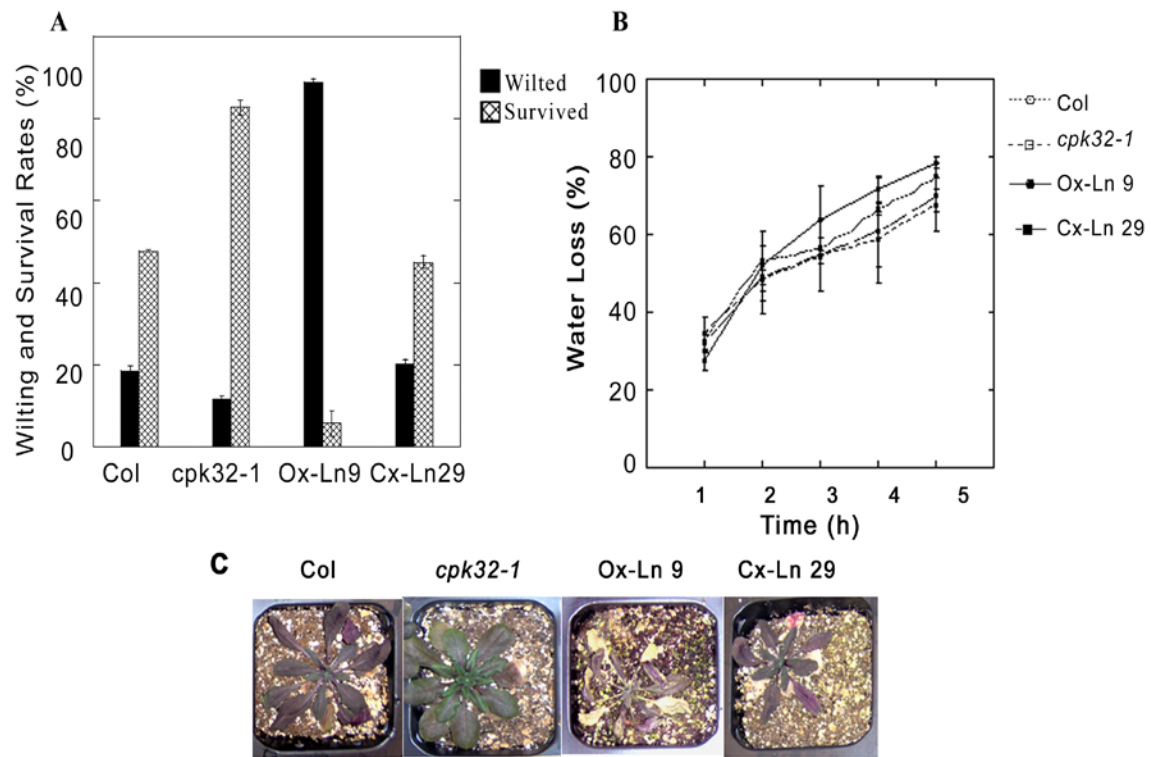 A
Wilting and Survival Rates (%)
100
80
60
40
20
0
Col cpk32-1 Ox-Ln9 Cx-Ln29
Wilted
Survived
B
Water Loss (%)
100
80
60
40
20
0
1 2 3 4 5
Time (h)
Col
cpk32-1
Ox-Ln 9
Cx-Ln 29
C
Col cpk32-1 Ox-Ln 9 Cx-Ln 29